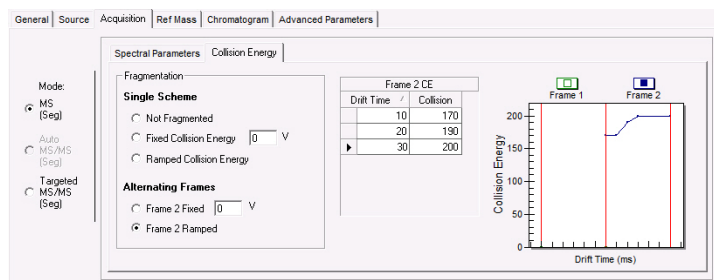 General Source Acquisition Ref Mass Chromatogram Advanced Parameters
Spectral Parameters Collision Energy
Mode:
MS
(Seg)
Auto
MS/MS
(Seg)
Targeted
MS/MS
(Seg)
Fragmentation
Single Scheme
Not Fragmented
Fixed Collision Energy 0 V
Ramped Collision Energy
Alternating Frames
Frame 2 Fixed 0 V
Frame 2 Ramped
Frame 2 CE
Drift Time / Collision
10 170
20 190
30 200
Frame 1 Frame 2
Collision Energy
200
150
100
50
0
Drift Time (ms)